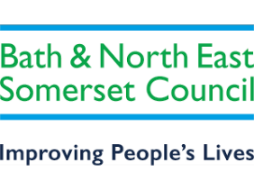 Bath & North East
Somerset Council
Improving People's Lives